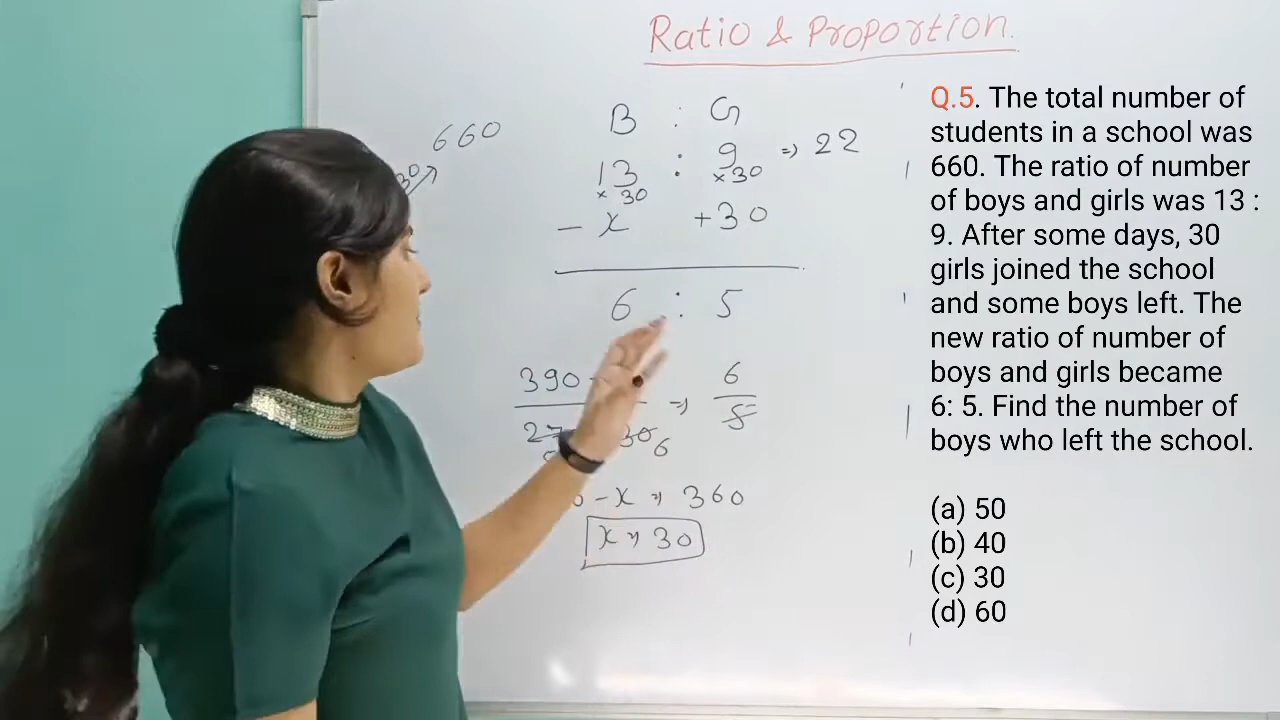 Ratio & Proportion.
B : G
660
13 : 9 => 22
30
× 30 × 30
- x + 30
6 : 5
390 - 6
=>
27 30 5
6
- x => 360
x => 30
Q.5. The total number of
students in a school was
660. The ratio of number
of boys and girls was 13 :
9. After some days, 30
girls joined the school
and some boys left. The
new ratio of number of
boys and girls became
6: 5. Find the number of
boys who left the school.
(a) 50
(b) 40
(c) 30
(d) 60